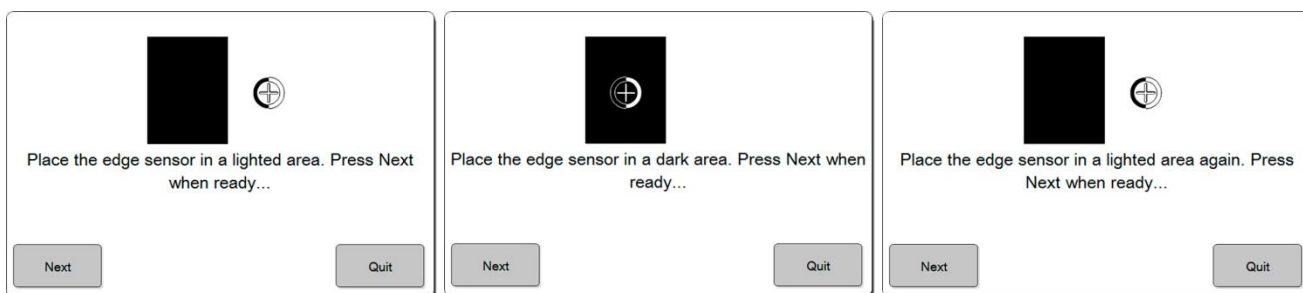 Place the edge sensor in a lighted area. Press Next
when ready...
Next
Quit
Place the edge sensor in a dark area. Press Next when
ready...
Next
Quit
Place the edge sensor in a lighted area again. Press
Next when ready...
Next
Quit